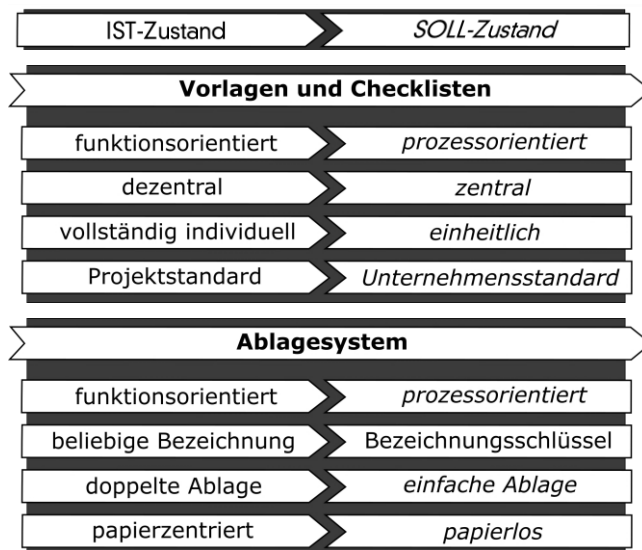 IST-Zustand SOLL-Zustand
Vorlagen und Checklisten
funktionsorientiert prozessorientiert
dezentral zentral
vollständig individuell einheitlich
Projektstandard Unternehmensstandard
Ablagesystem
funktionsorientiert prozessorientiert
beliebige Bezeichnung Bezeichnungsschlüssel
doppelte Ablage einfache Ablage
papierzentriert papierlos